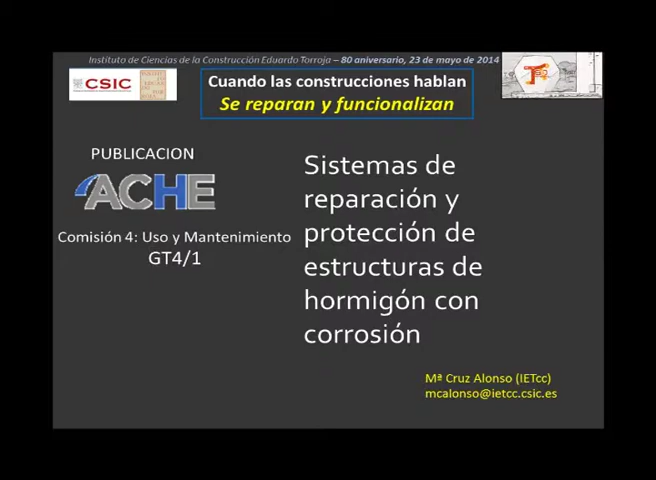 Instituto de Ciencias de la Construcción Eduardo Torroja – 80 aniversario, 23 de mayo de 2014
CSIC
Cuando las construcciones hablan
Se reparan y funcionalizan
PUBLICACION
ACHE
Comisión 4: Uso y Mantenimiento
GT4/1
Sistemas de
reparación y
protección de
estructuras de
hormigón con
corrosión
Mª Cruz Alonso (IETcc)
mcalonso@ietcc.csic.es